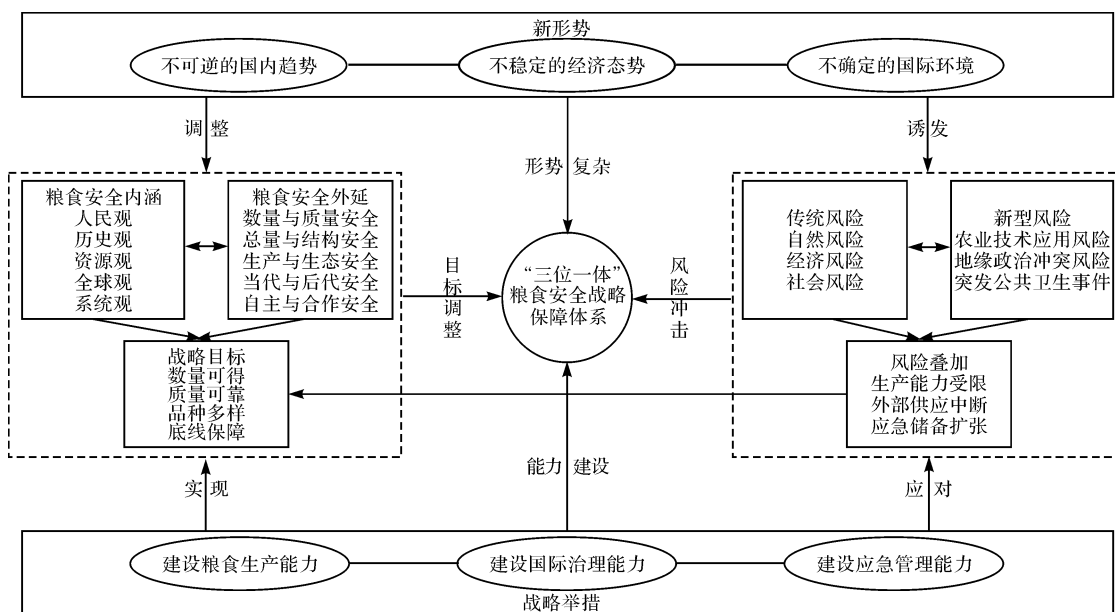 新形势
不可逆的国内趋势
不稳定的经济态势
不确定的国际环境
调整
形势复杂
诱发
粮食安全内涵
人民观
历史观
资源观
全球观
系统观
粮食安全外延
数量与质量安全
总量与结构安全
生产与生态安全
当代与后代安全
自主与合作安全
战略目标
数量可得
质量可靠
品种多样
底线保障
目标调整
“三位一体”
粮食安全战略
保障体系
风险冲击
传统风险
自然风险
经济风险
社会风险
新型风险
农业技术应用风险
地缘政治冲突风险
突发公共卫生事件
风险叠加
生产能力受限
外部供应中断
应急储备扩张
实现
能力建设
应对
建设粮食生产能力
建设国际治理能力
建设应急管理能力
战略举措